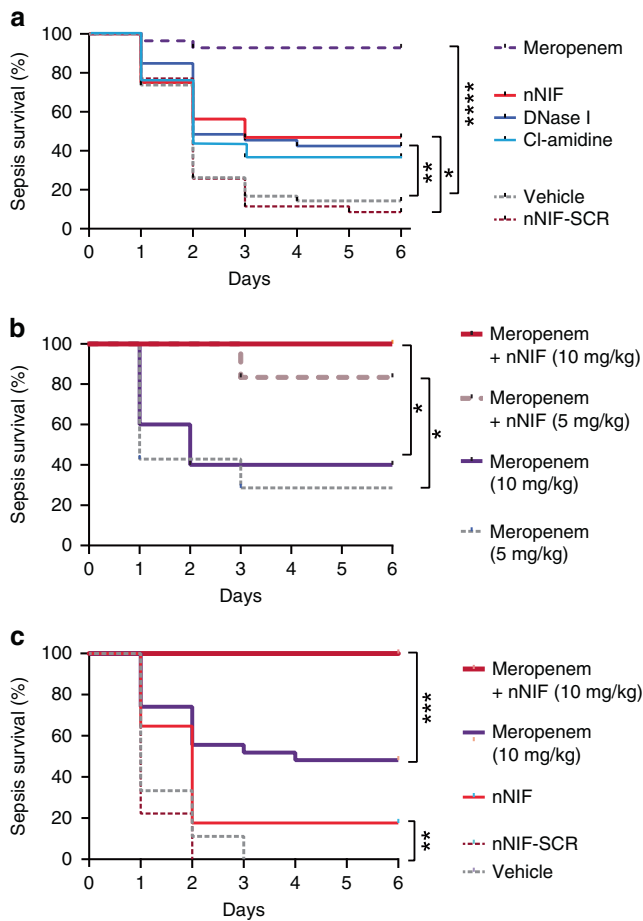 a
Sepsis survival (%)
100
80
60
40
20
0
0 1 2 3 4 5 6
Days
Meropenem
nNIF
DNase I
Cl-amidine
Vehicle
nNIF-SCR
****
**
*
b
Sepsis survival (%)
100
80
60
40
20
0
0 1 2 3 4 5 6
Days
Meropenem
+ nNIF (10 mg/kg)
Meropenem
+ nNIF (5 mg/kg)
Meropenem
(10 mg/kg)
Meropenem
(5 mg/kg)
*
*
c
Sepsis survival (%)
100
80
60
40
20
0
0 1 2 3 4 5 6
Days
Meropenem
+ nNIF (10 mg/kg)
Meropenem
(10 mg/kg)
nNIF
nNIF-SCR
Vehicle
***
**